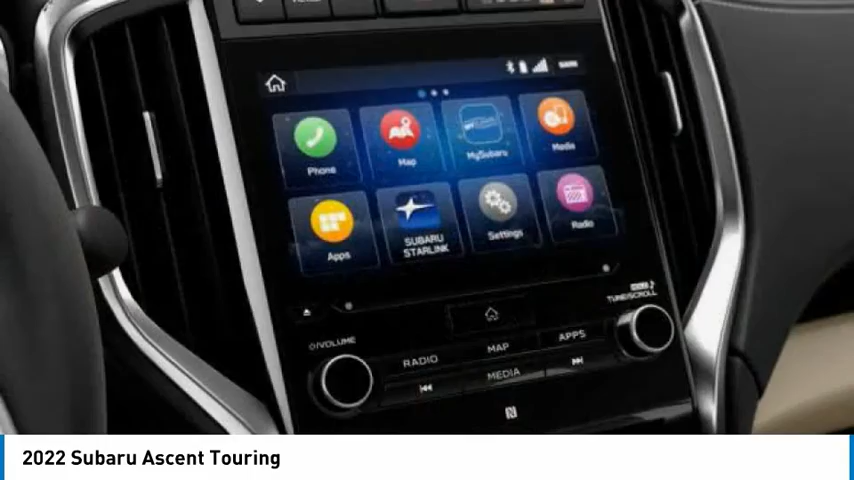 Phone
Map
MySubaru
Media
Apps
SUBARU
STARLINK
Settings
Radio
TUNE/SCROLL
VOLUME
RADIO
MAP
APPS
MEDIA
2022 Subaru Ascent Touring